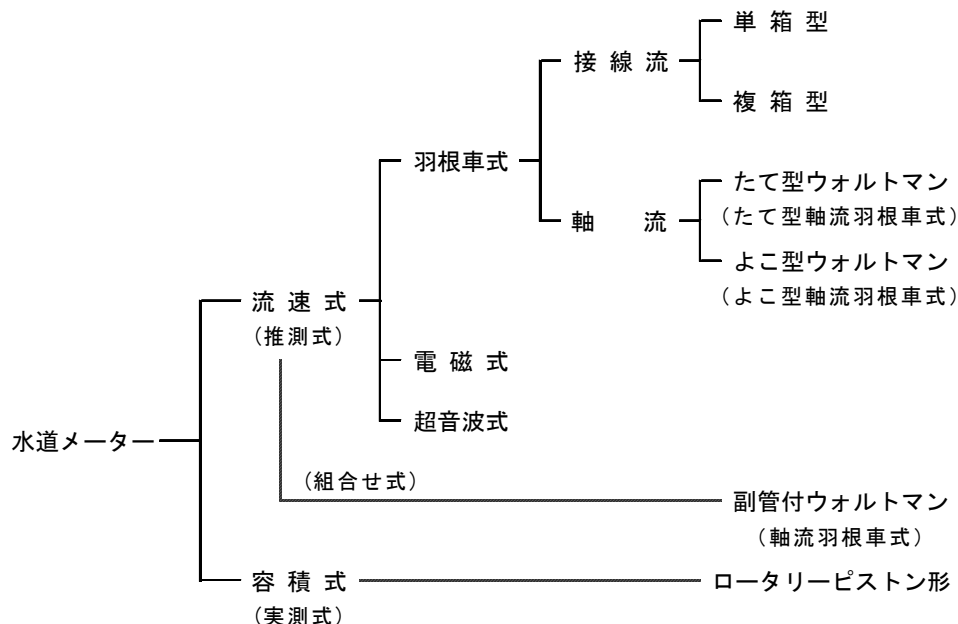 単箱型
接線流
複箱型
羽根車式
たて型ウォルトマン
(たて型軸流羽根車式)
軸流
よこ型ウォルトマン
(よこ型軸流羽根車式)
流速式
(推測式)
電磁式
超音波式
水道メーター
(組合せ式)
副管付ウォルトマン
(軸流羽根車式)
容積式
(実測式)
ロータリーピストン形